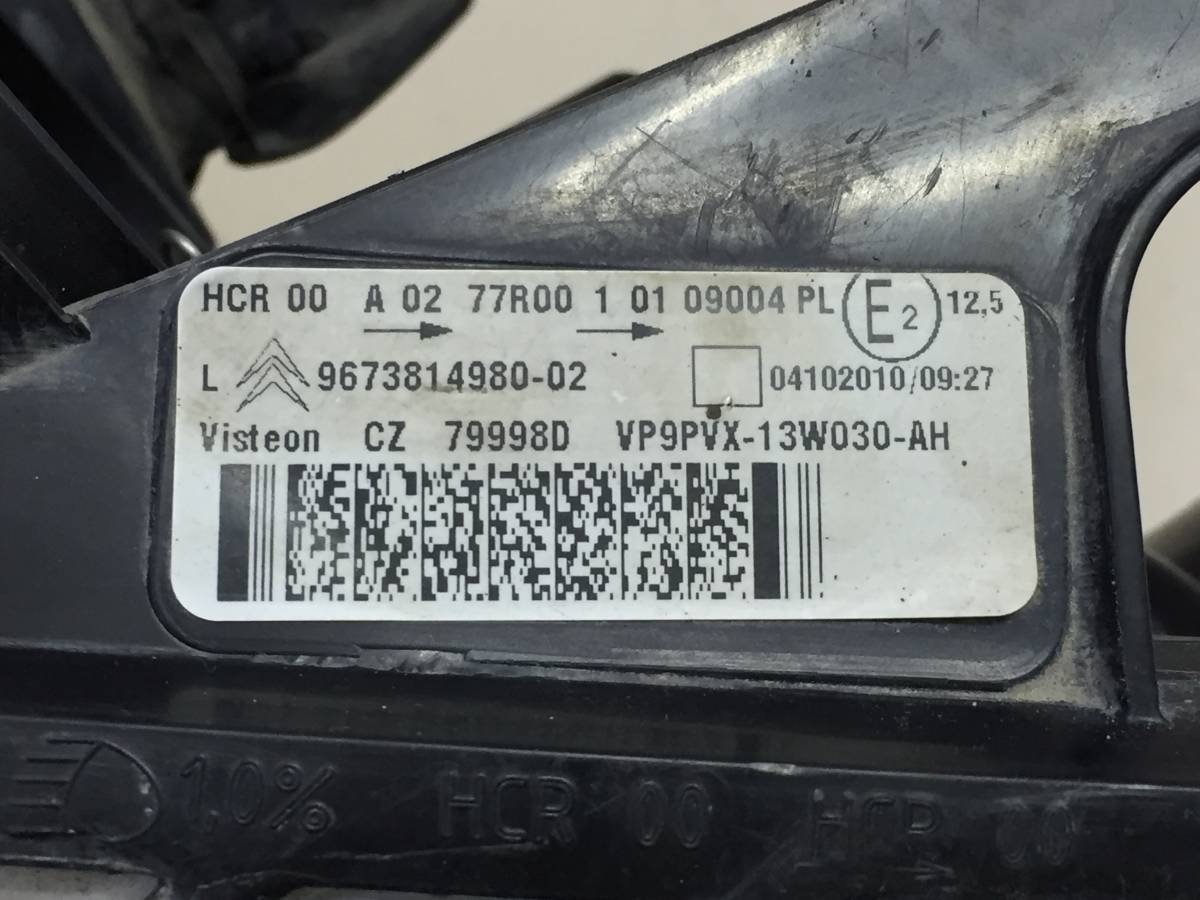 HCR 00 A 02 77R00 1 01 09004 PL E2 12,5
L 9673814980-02 04102010/09:27
Visteon CZ 79998D VP9PVX-13W030-AH
1,0% HCR 00 HCR 00